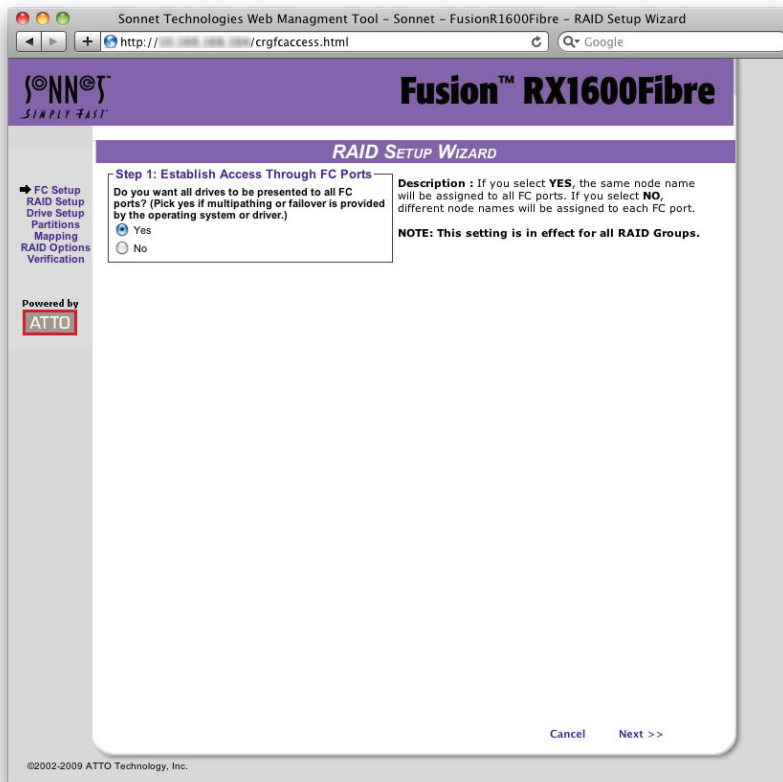 Sonnet Technologies Web Managment Tool – Sonnet – FusionR1600Fibre – RAID Setup Wizard
http:// /crgfcaccess.html
Google
SONNET™
SIMPLY FAST™
Fusion™ RX1600Fibre
RAID SETUP WIZARD
FC Setup
RAID Setup
Drive Setup
Partitions
Mapping
RAID Options
Verification
Powered by
ATTO
Step 1: Establish Access Through FC Ports
Do you want all drives to be presented to all FC
ports? (Pick yes if multipathing or failover is provided
by the operating system or driver.)
Yes
No
Description : If you select YES, the same node name
will be assigned to all FC ports. If you select NO,
different node names will be assigned to each FC port.
NOTE: This setting is in effect for all RAID Groups.
Cancel
Next >>
©2002-2009 ATTO Technology, Inc.